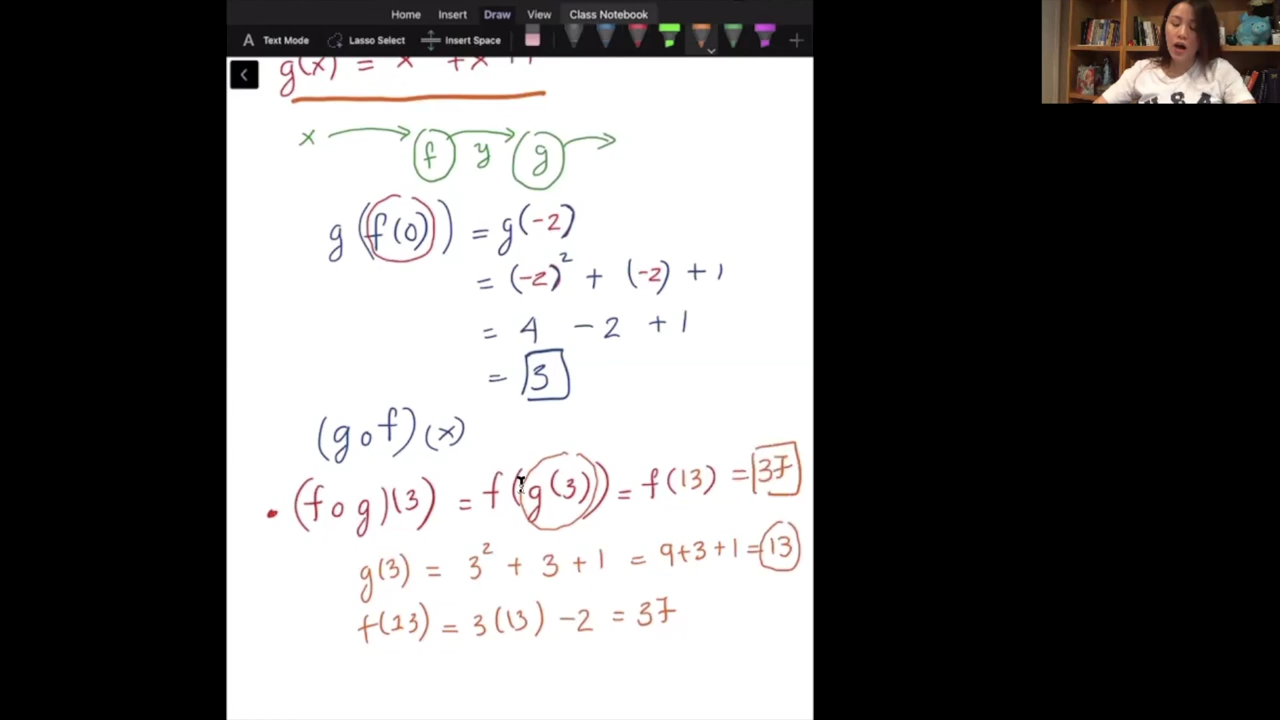 Home Insert Draw View Class Notebook
A Text Mode Lasso Select Insert Space
g(x) = x² + x + 1
x f y g
g(f(0)) = g(-2)
= (-2)² + (-2) + 1
= 4 - 2 + 1
= 3
(g∘f)(x)
• (f∘g)(3) = f(g(3)) = f(13) = 37
g(3) = 3² + 3 + 1 = 9+3+1 = 13
f(13) = 3(13) - 2 = 37